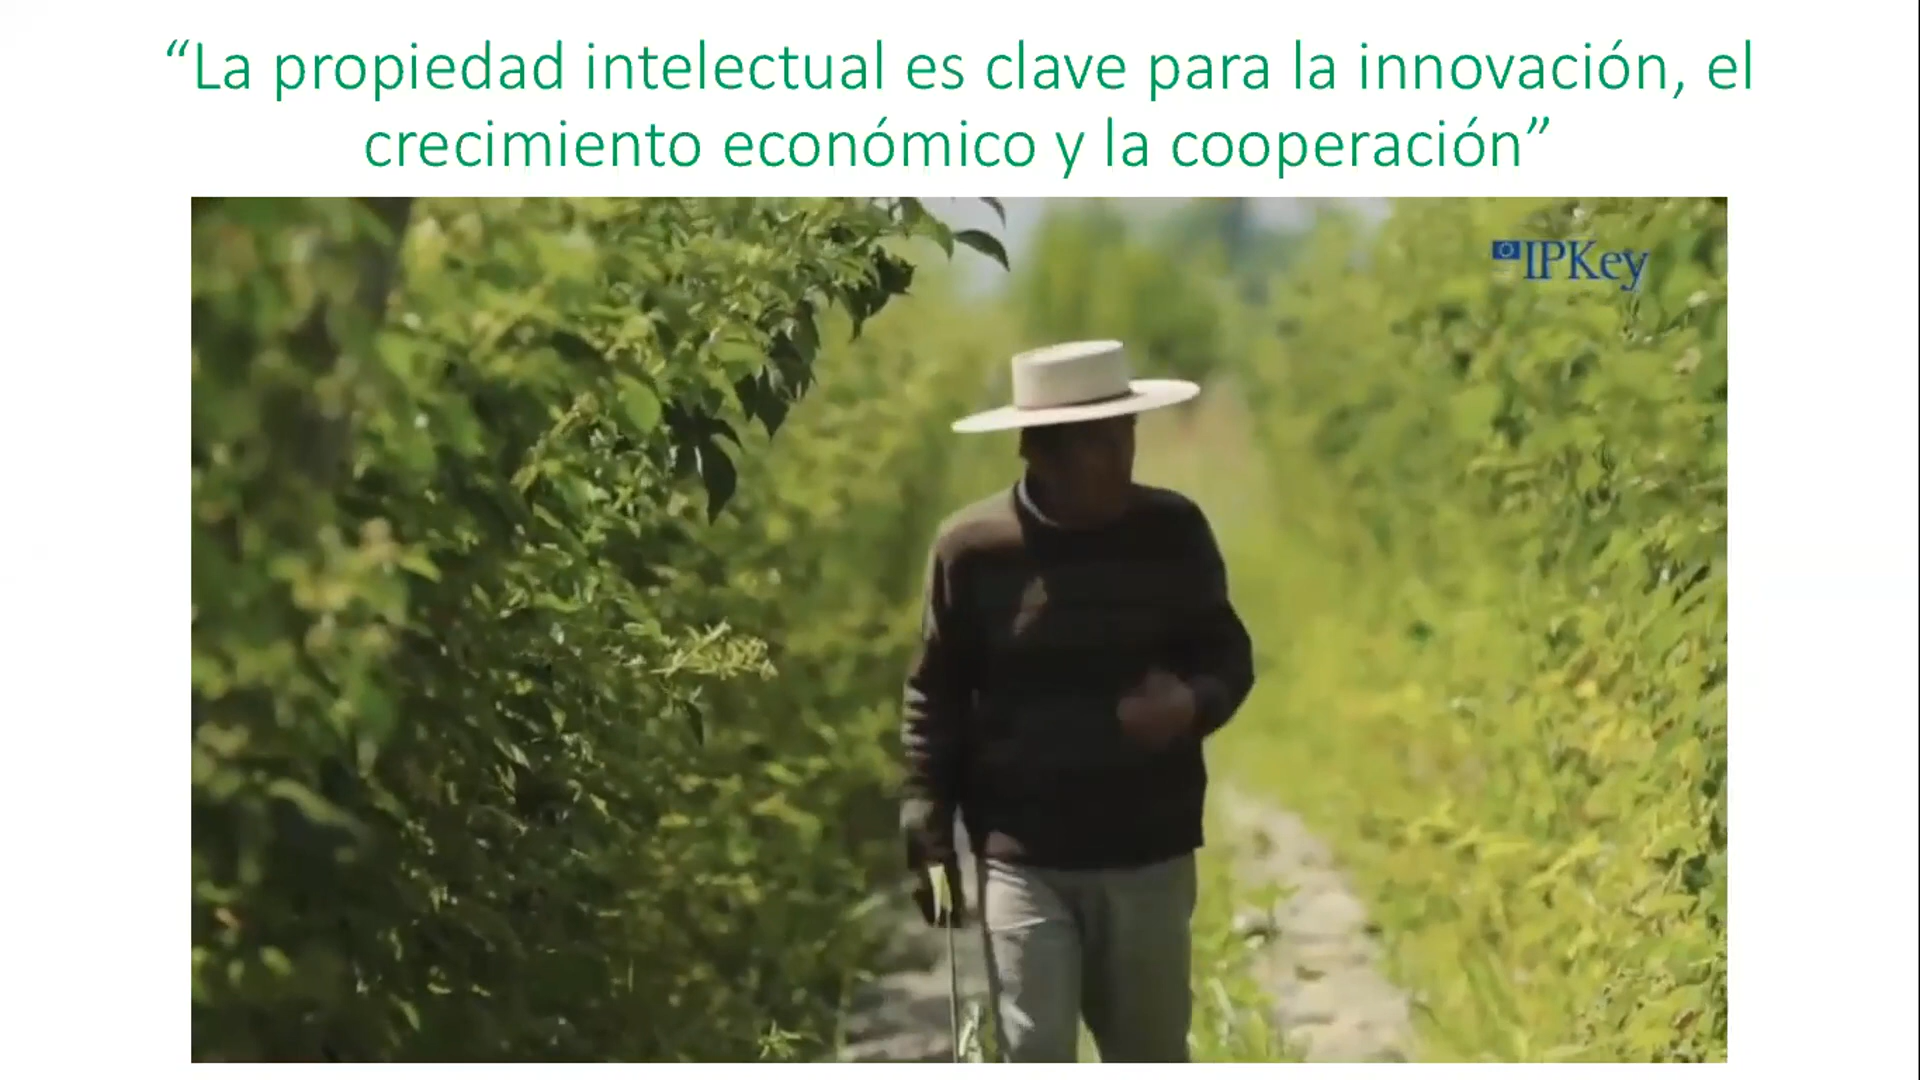 “La propiedad intelectual es clave para la innovación, el
crecimiento económico y la cooperación”
IPKey